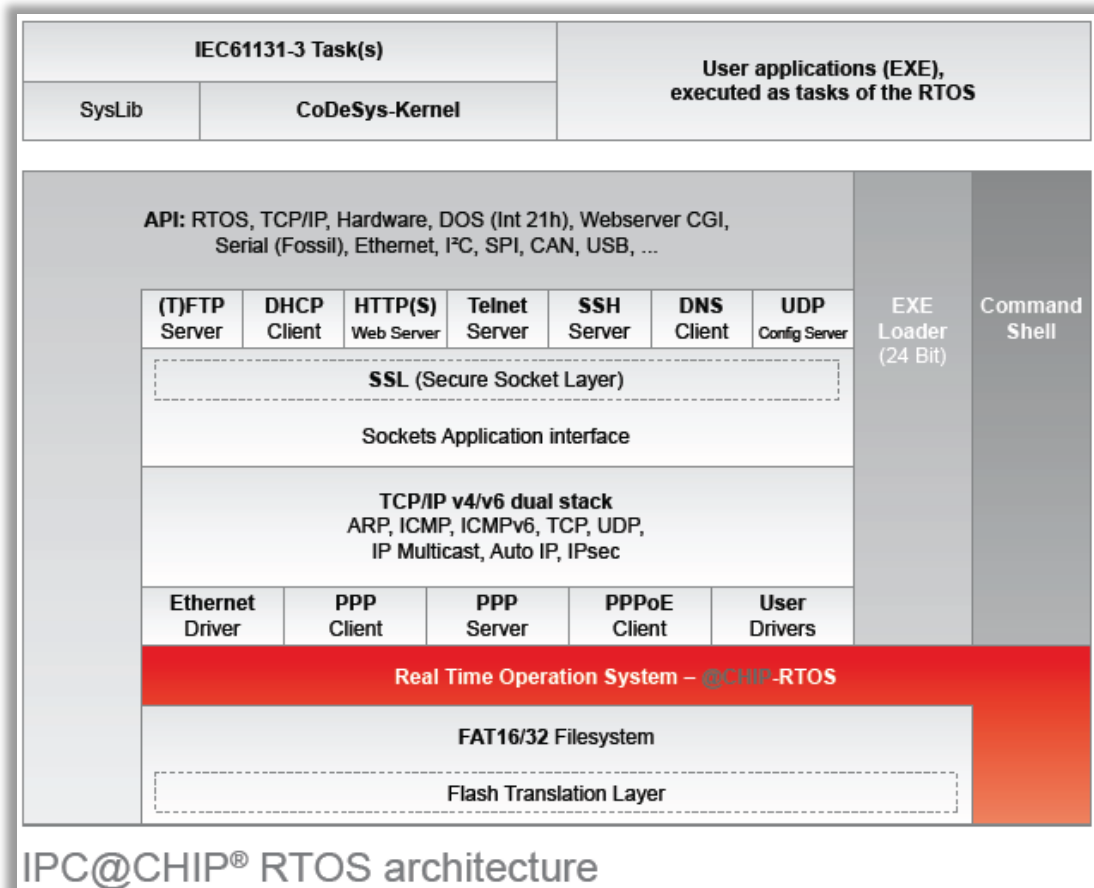 IEC61131-3 Task(s)
SysLib
CoDeSys-Kernel
User applications (EXE),
executed as tasks of the RTOS
API: RTOS, TCP/IP, Hardware, DOS (Int 21h), Webserver CGI,
Serial (Fossil), Ethernet, I²C, SPI, CAN, USB, ...
(T)FTP
Server
DHCP
Client
HTTP(S)
Web Server
Telnet
Server
SSH
Server
DNS
Client
UDP
Config Server
EXE
Loader
(24 Bit)
Command
Shell
SSL (Secure Socket Layer)
Sockets Application interface
TCP/IP v4/v6 dual stack
ARP, ICMP, ICMPv6, TCP, UDP,
IP Multicast, Auto IP, IPsec
Ethernet
Driver
PPP
Client
PPP
Server
PPPoE
Client
User
Drivers
Real Time Operation System – @CHIP-RTOS
FAT16/32 Filesystem
Flash Translation Layer
IPC@CHIP® RTOS architecture